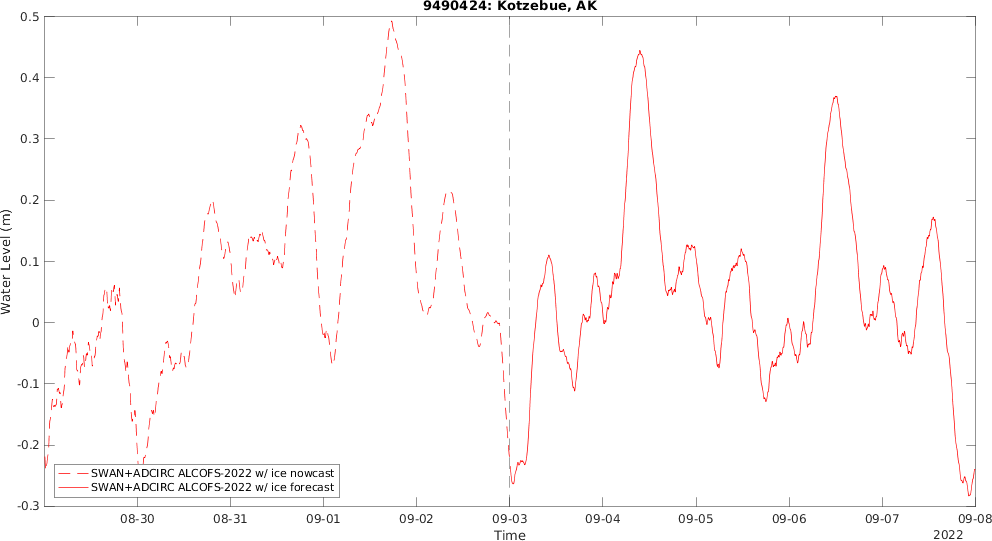 9490424: Kotzebue, AK
Water Level (m)
0.5
0.4
0.3
0.2
0.1
0
-0.1
-0.2
-0.3
SWAN+ADCIRC ALCOFS-2022 w/ ice nowcast
SWAN+ADCIRC ALCOFS-2022 w/ ice forecast
08-30 08-31 09-01 09-02 09-03 09-04 09-05 09-06 09-07 09-08
Time
2022